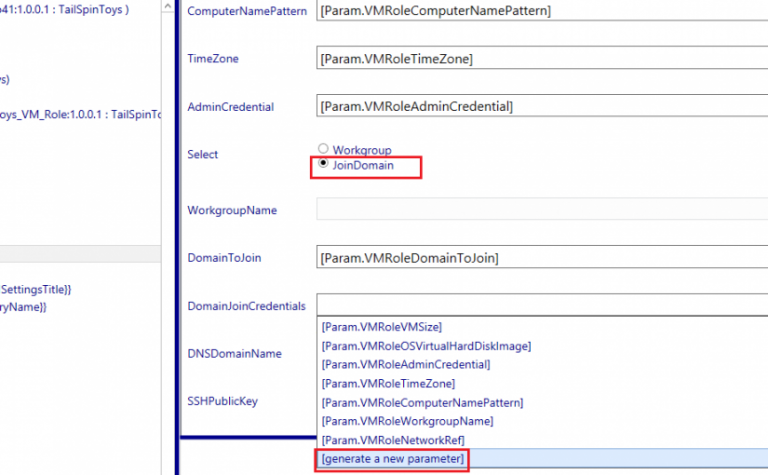 o41:1.0.0.1 : TailSpinToys )
ys)
oys_VM_Role:1.0.0.1 : TailSpinTo
SettingsTitle}}
ryName}}
ComputerNamePattern [Param.VMRoleComputerNamePattern]
TimeZone [Param.VMRoleTimeZone]
AdminCredential [Param.VMRoleAdminCredential]
Select Workgroup
JoinDomain
WorkgroupName
DomainToJoin [Param.VMRoleDomainToJoin]
DomainJoinCredentials
[Param.VMRoleVMSize]
[Param.VMRoleOSVirtualHardDiskImage]
DNSDomainName
[Param.VMRoleAdminCredential]
[Param.VMRoleTimeZone]
SSHPublicKey
[Param.VMRoleComputerNamePattern]
[Param.VMRoleWorkgroupName]
[Param.VMRoleNetworkRef]
[generate a new parameter]